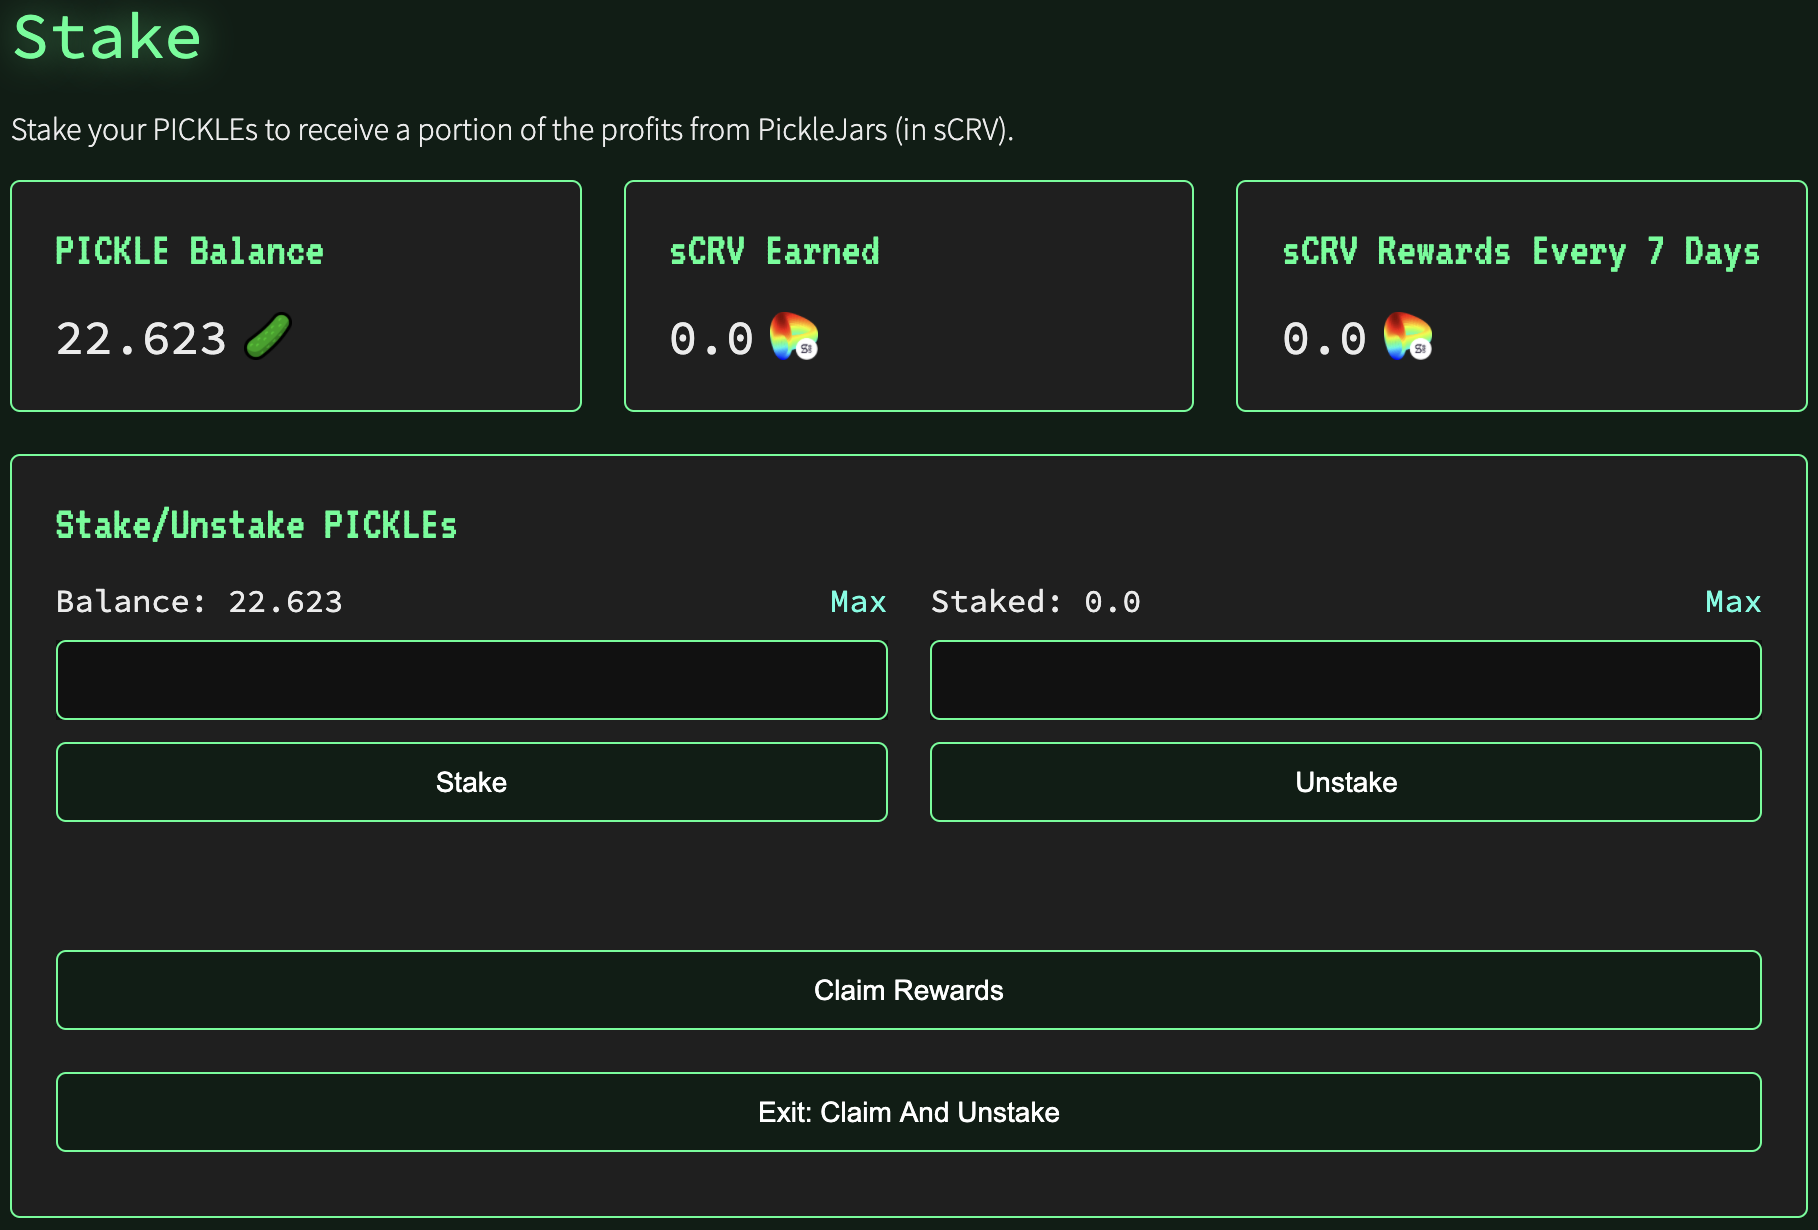 Stake
Stake your PICKLEs to receive a portion of the profits from PickleJars (in sCRV).
PICKLE Balance
22.623
sCRV Earned
0.0
sCRV Rewards Every 7 Days
0.0
Stake/Unstake PICKLEs
Balance: 22.623 Max
Staked: 0.0 Max
Stake
Unstake
Claim Rewards
Exit: Claim And Unstake